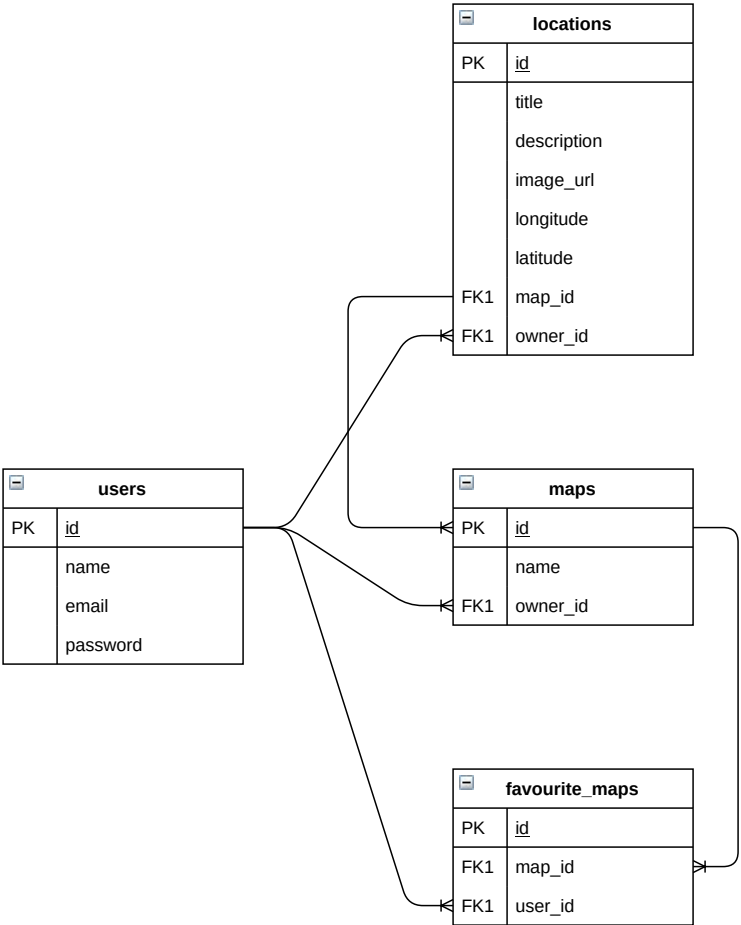 locations
PK id
title
description
image_url
longitude
latitude
FK1 map_id
FK1 owner_id
users
PK id
name
email
password
maps
PK id
name
FK1 owner_id
favourite_maps
PK id
FK1 map_id
FK1 user_id